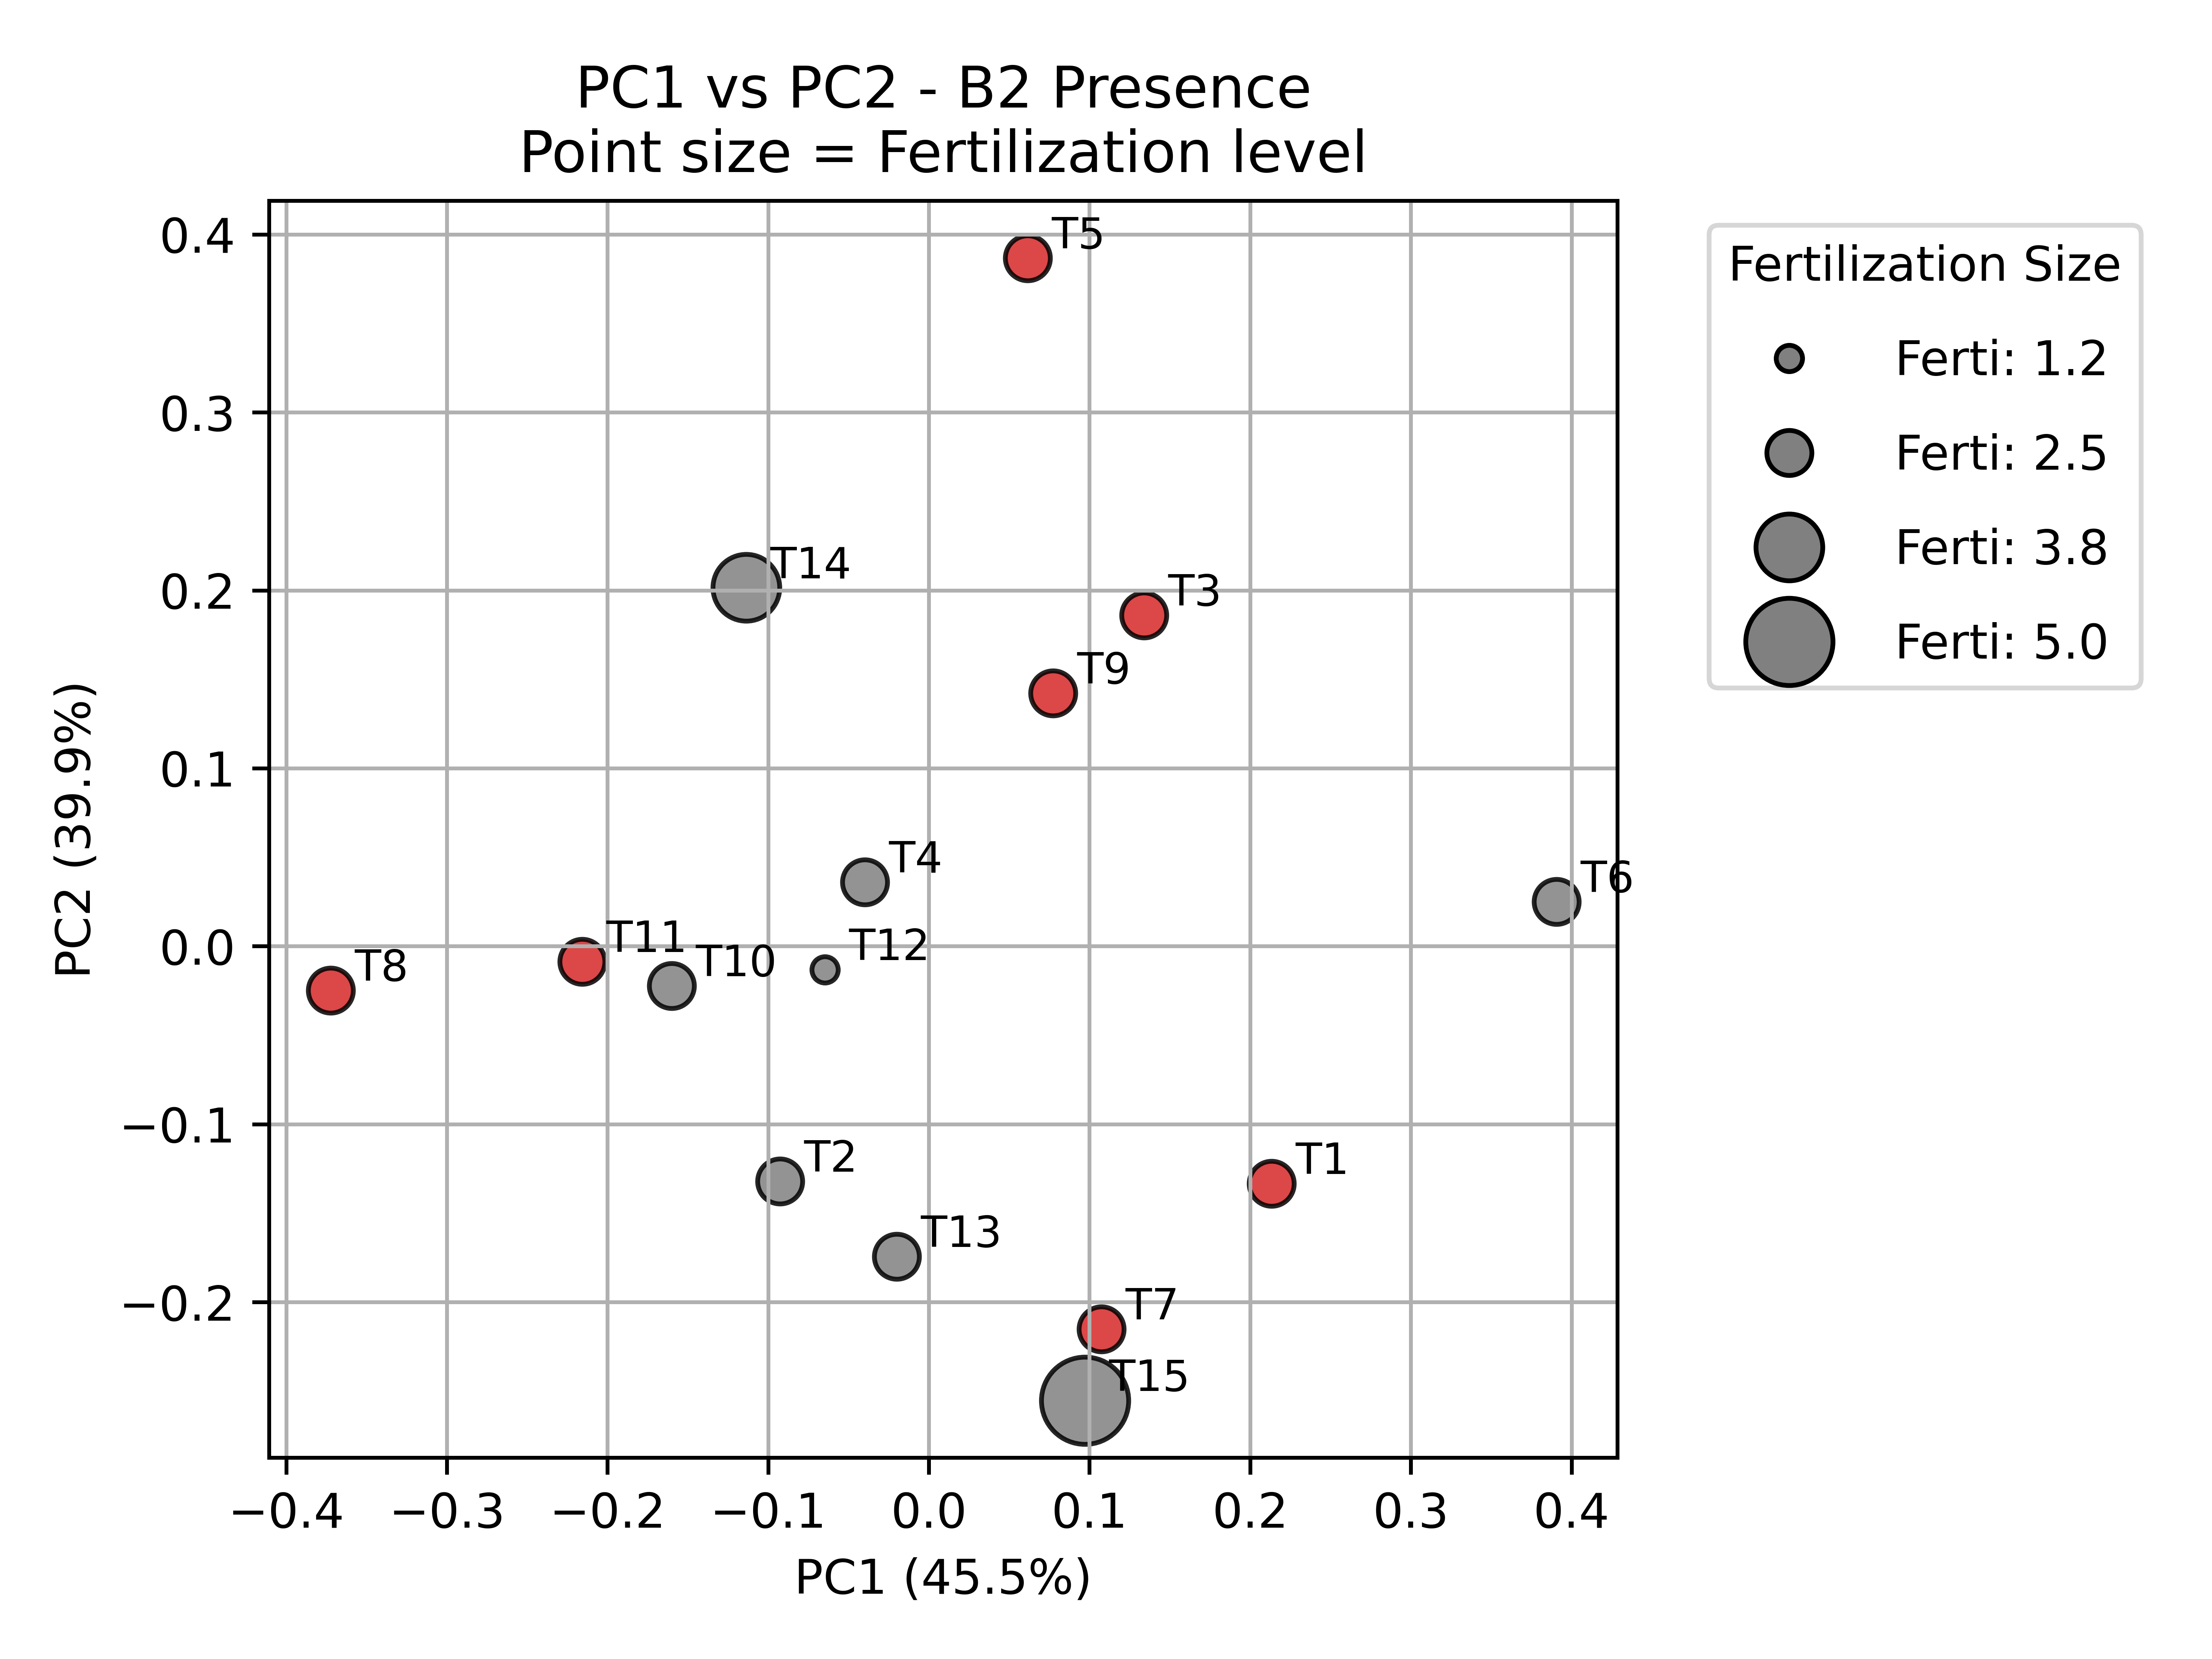 PC1 vs PC2 - B2 Presence
Point size = Fertilization level
PC2 (39.9%)
0.4
0.3
0.2
0.1
0.0
−0.1
−0.2
T5
T14
T3
T9
T4
T6
T11
T12
T10
T8
T2
T1
T13
T7
T15
−0.4 −0.3 −0.2 −0.1 0.0 0.1 0.2 0.3 0.4
PC1 (45.5%)
Fertilization Size
Ferti: 1.2
Ferti: 2.5
Ferti: 3.8
Ferti: 5.0